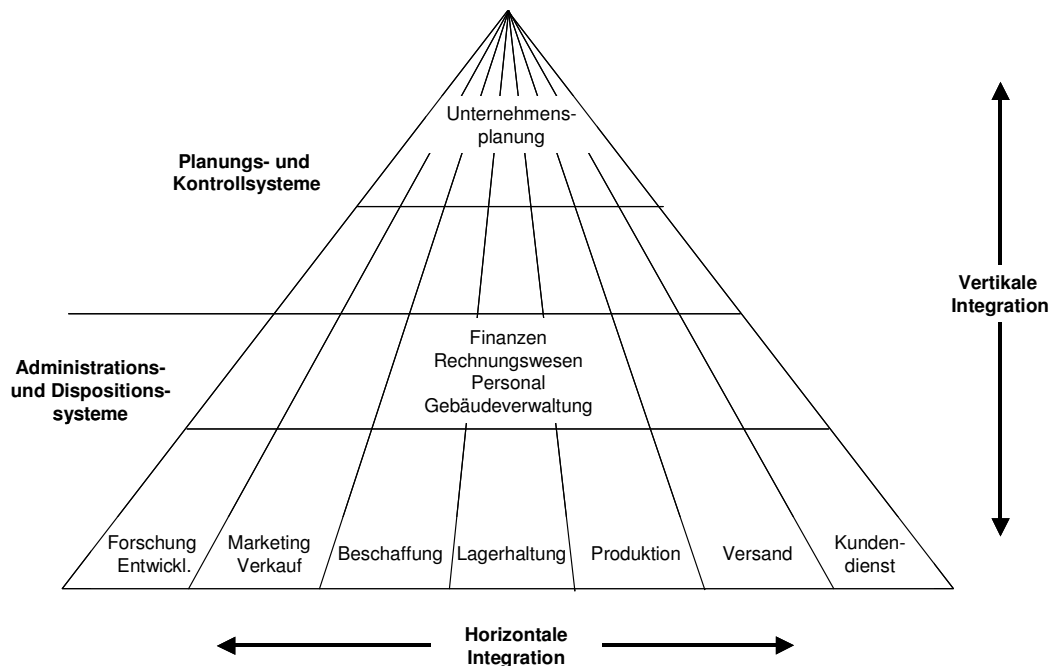 Unternehmens-
planung
Planungs- und
Kontrollsysteme
Vertikale
Integration
Finanzen
Rechnungswesen
Personal
Gebäudeverwaltung
Administrations-
und Dispositions-
systeme
Forschung
Entwickl.
Marketing
Verkauf
Beschaffung
Lagerhaltung
Produktion
Versand
Kunden-
dienst
Horizontale
Integration